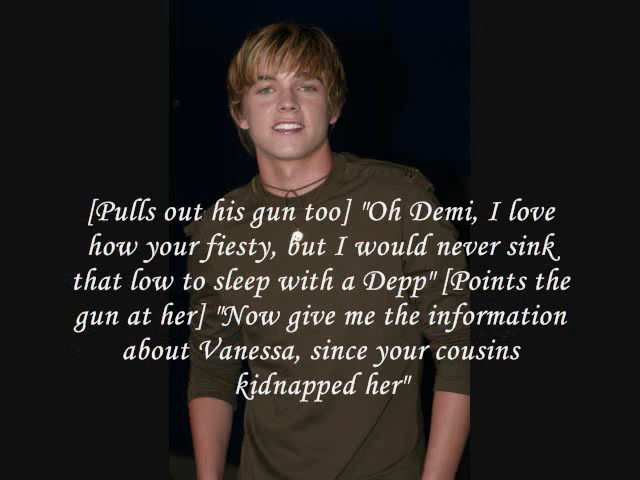 [Pulls out his gun too] "Oh Demi, I love
how your fiesty, but I would never sink
that low to sleep with a Depp" [Points the
gun at her] "Now give me the information
about Vanessa, since your cousins
kidnapped her"